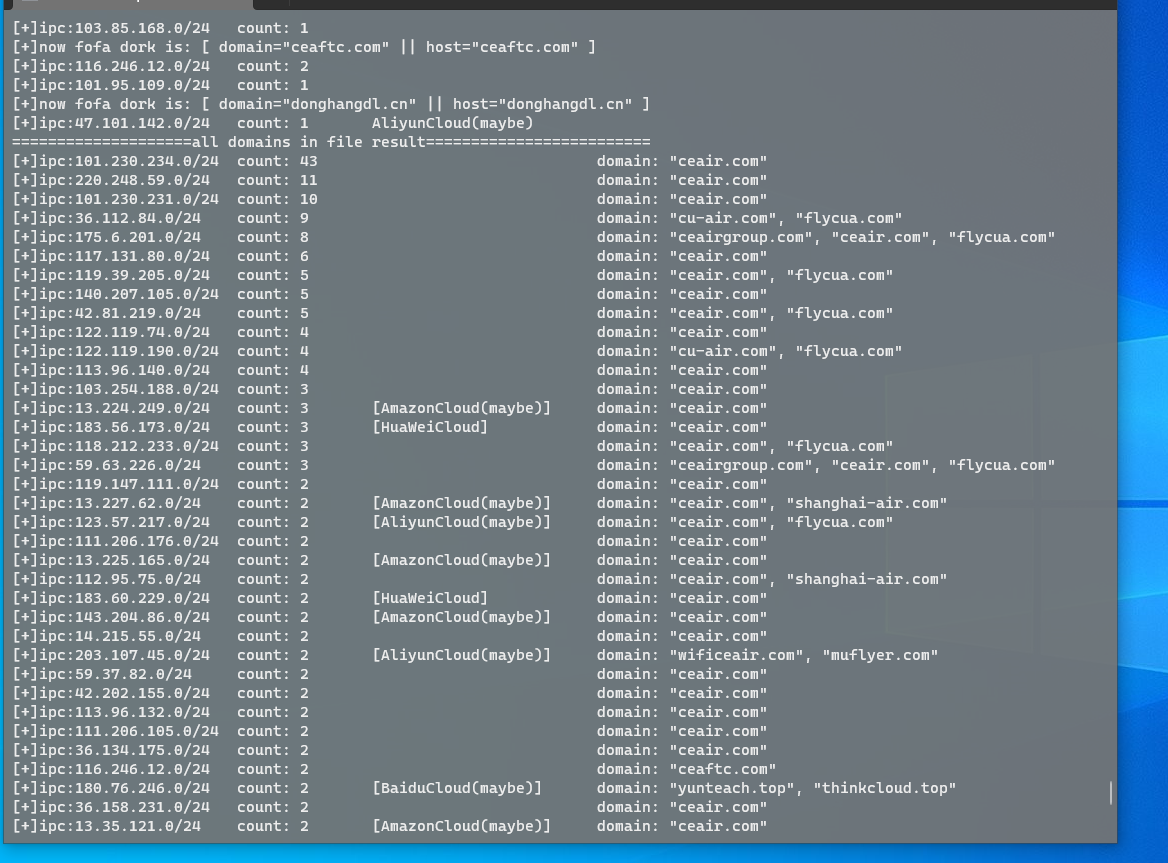 [+]ipc:103.85.168.0/24   count: 1
[+]now fofa dork is: [ domain="ceaftc.com" || host="ceaftc.com" ]
[+]ipc:116.246.12.0/24   count: 2
[+]ipc:101.95.109.0/24   count: 1
[+]now fofa dork is: [ domain="donghangdl.cn" || host="donghangdl.cn" ]
[+]ipc:47.101.142.0/24   count: 1       AliyunCloud(maybe)
====================all domains in file result=========================
[+]ipc:101.230.234.0/24  count: 43                               domain: "ceair.com"
[+]ipc:220.248.59.0/24   count: 11                               domain: "ceair.com"
[+]ipc:101.230.231.0/24  count: 10                               domain: "ceair.com"
[+]ipc:36.112.84.0/24    count: 9                                domain: "cu-air.com", "flycua.com"
[+]ipc:175.6.201.0/24    count: 8                                domain: "ceairgroup.com", "ceair.com", "flycua.com"
[+]ipc:117.131.80.0/24   count: 6                                domain: "ceair.com"
[+]ipc:119.39.205.0/24   count: 5                                domain: "ceair.com", "flycua.com"
[+]ipc:140.207.105.0/24  count: 5                                domain: "ceair.com"
[+]ipc:42.81.219.0/24    count: 5                                domain: "ceair.com", "flycua.com"
[+]ipc:122.119.74.0/24   count: 4                                domain: "ceair.com"
[+]ipc:122.119.190.0/24  count: 4                                domain: "cu-air.com", "flycua.com"
[+]ipc:113.96.140.0/24   count: 4                                domain: "ceair.com"
[+]ipc:103.254.188.0/24  count: 3                                domain: "ceair.com"
[+]ipc:13.224.249.0/24   count: 3       [AmazonCloud(maybe)]     domain: "ceair.com"
[+]ipc:183.56.173.0/24   count: 3       [HuaWeiCloud]            domain: "ceair.com"
[+]ipc:118.212.233.0/24  count: 3                                domain: "ceair.com", "flycua.com"
[+]ipc:59.63.226.0/24    count: 3                                domain: "ceairgroup.com", "ceair.com", "flycua.com"
[+]ipc:119.147.111.0/24  count: 2                                domain: "ceair.com"
[+]ipc:13.227.62.0/24    count: 2       [AmazonCloud(maybe)]     domain: "ceair.com", "shanghai-air.com"
[+]ipc:123.57.217.0/24   count: 2       [AliyunCloud(maybe)]     domain: "ceair.com", "flycua.com"
[+]ipc:111.206.176.0/24  count: 2                                domain: "ceair.com"
[+]ipc:13.225.165.0/24   count: 2       [AmazonCloud(maybe)]     domain: "ceair.com"
[+]ipc:112.95.75.0/24    count: 2                                domain: "ceair.com", "shanghai-air.com"
[+]ipc:183.60.229.0/24   count: 2       [HuaWeiCloud]            domain: "ceair.com"
[+]ipc:143.204.86.0/24   count: 2       [AmazonCloud(maybe)]     domain: "ceair.com"
[+]ipc:14.215.55.0/24    count: 2                                domain: "ceair.com"
[+]ipc:203.107.45.0/24   count: 2       [AliyunCloud(maybe)]     domain: "wificeair.com", "muflyer.com"
[+]ipc:59.37.82.0/24     count: 2                                domain: "ceair.com"
[+]ipc:42.202.155.0/24   count: 2                                domain: "ceair.com"
[+]ipc:113.96.132.0/24   count: 2                                domain: "ceair.com"
[+]ipc:111.206.105.0/24  count: 2                                domain: "ceair.com"
[+]ipc:36.134.175.0/24   count: 2                                domain: "ceair.com"
[+]ipc:116.246.12.0/24   count: 2                                domain: "ceaftc.com"
[+]ipc:180.76.246.0/24   count: 2       [BaiduCloud(maybe)]      domain: "yunteach.top", "thinkcloud.top"
[+]ipc:36.158.231.0/24   count: 2                                domain: "ceair.com"
[+]ipc:13.35.121.0/24    count: 2       [AmazonCloud(maybe)]     domain: "ceair.com"